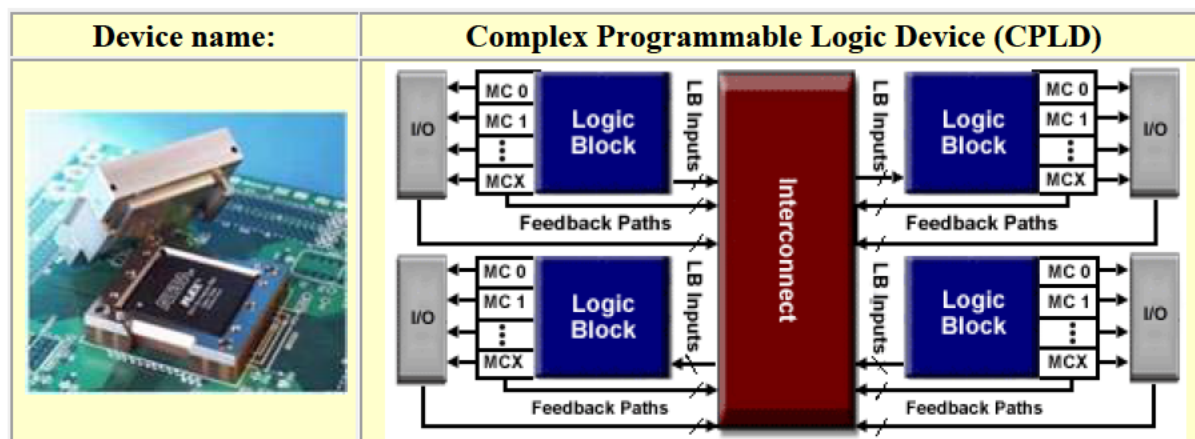 Device name:
Complex Programmable Logic Device (CPLD)
I/O
MC 0
MC 1
MCX
Logic
Block
LB Inputs
Feedback Paths
Interconnect
LB Inputs
Logic
Block
MC 0
MC 1
MCX
I/O
Feedback Paths
I/O
MC 0
MC 1
MCX
Logic
Block
LB Inputs
Feedback Paths
LB Inputs
Logic
Block
MC 0
MC 1
MCX
I/O
Feedback Paths